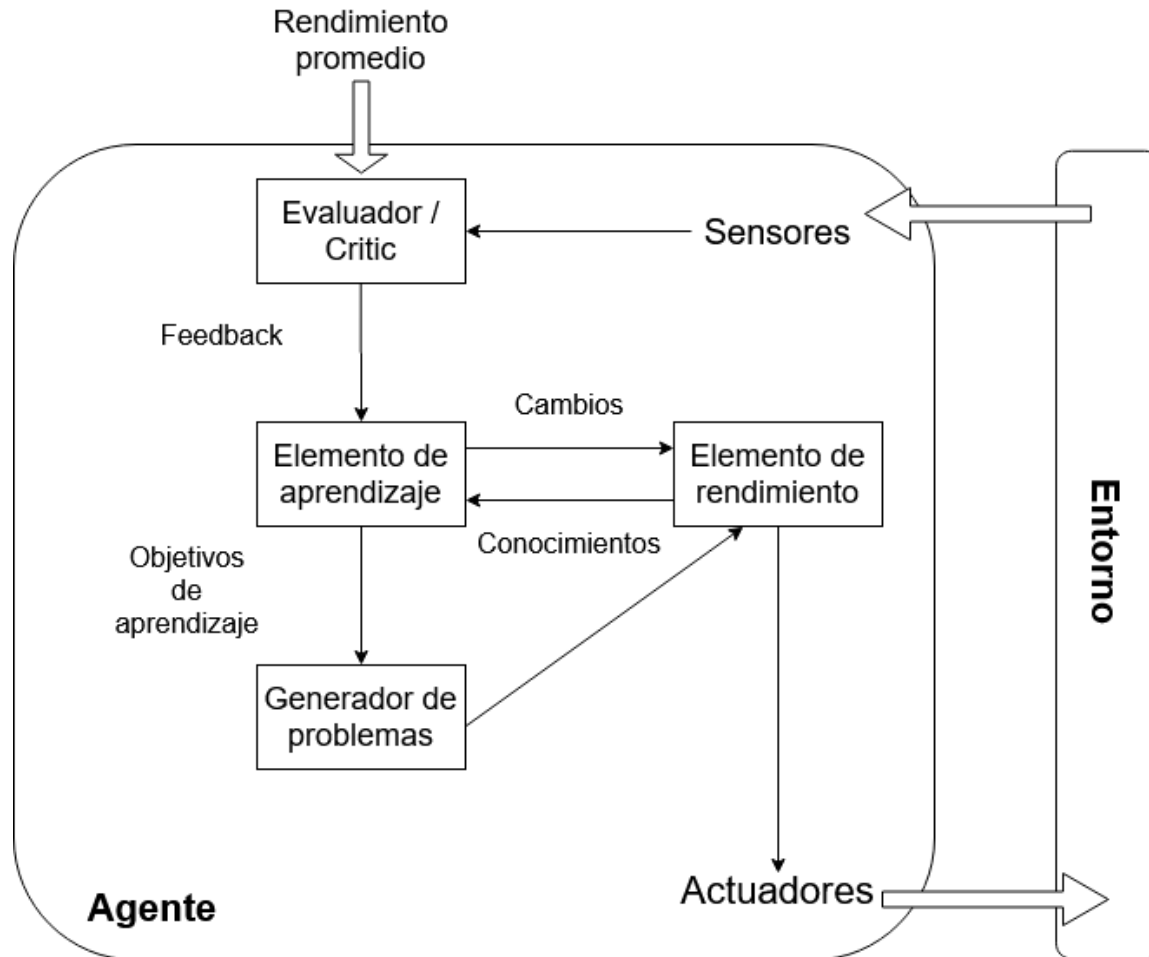 Rendimiento
promedio
Evaluador /
Critic
Sensores
Feedback
Cambios
Elemento de
aprendizaje
Elemento de
rendimiento
Conocimientos
Objetivos
de
aprendizaje
Generador de
problemas
Entorno
Actuadores
Agente